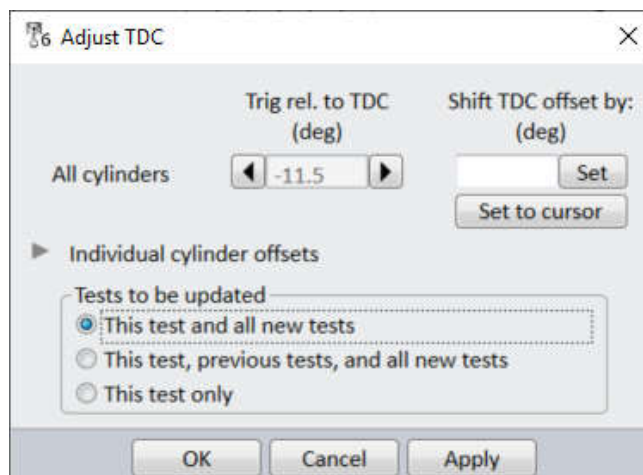 6 Adjust TDC
Trig rel. to TDC
(deg)
Shift TDC offset by:
(deg)
All cylinders
-11.5
Set
Set to cursor
Individual cylinder offsets
Tests to be updated
This test and all new tests
This test, previous tests, and all new tests
This test only
OK Cancel Apply